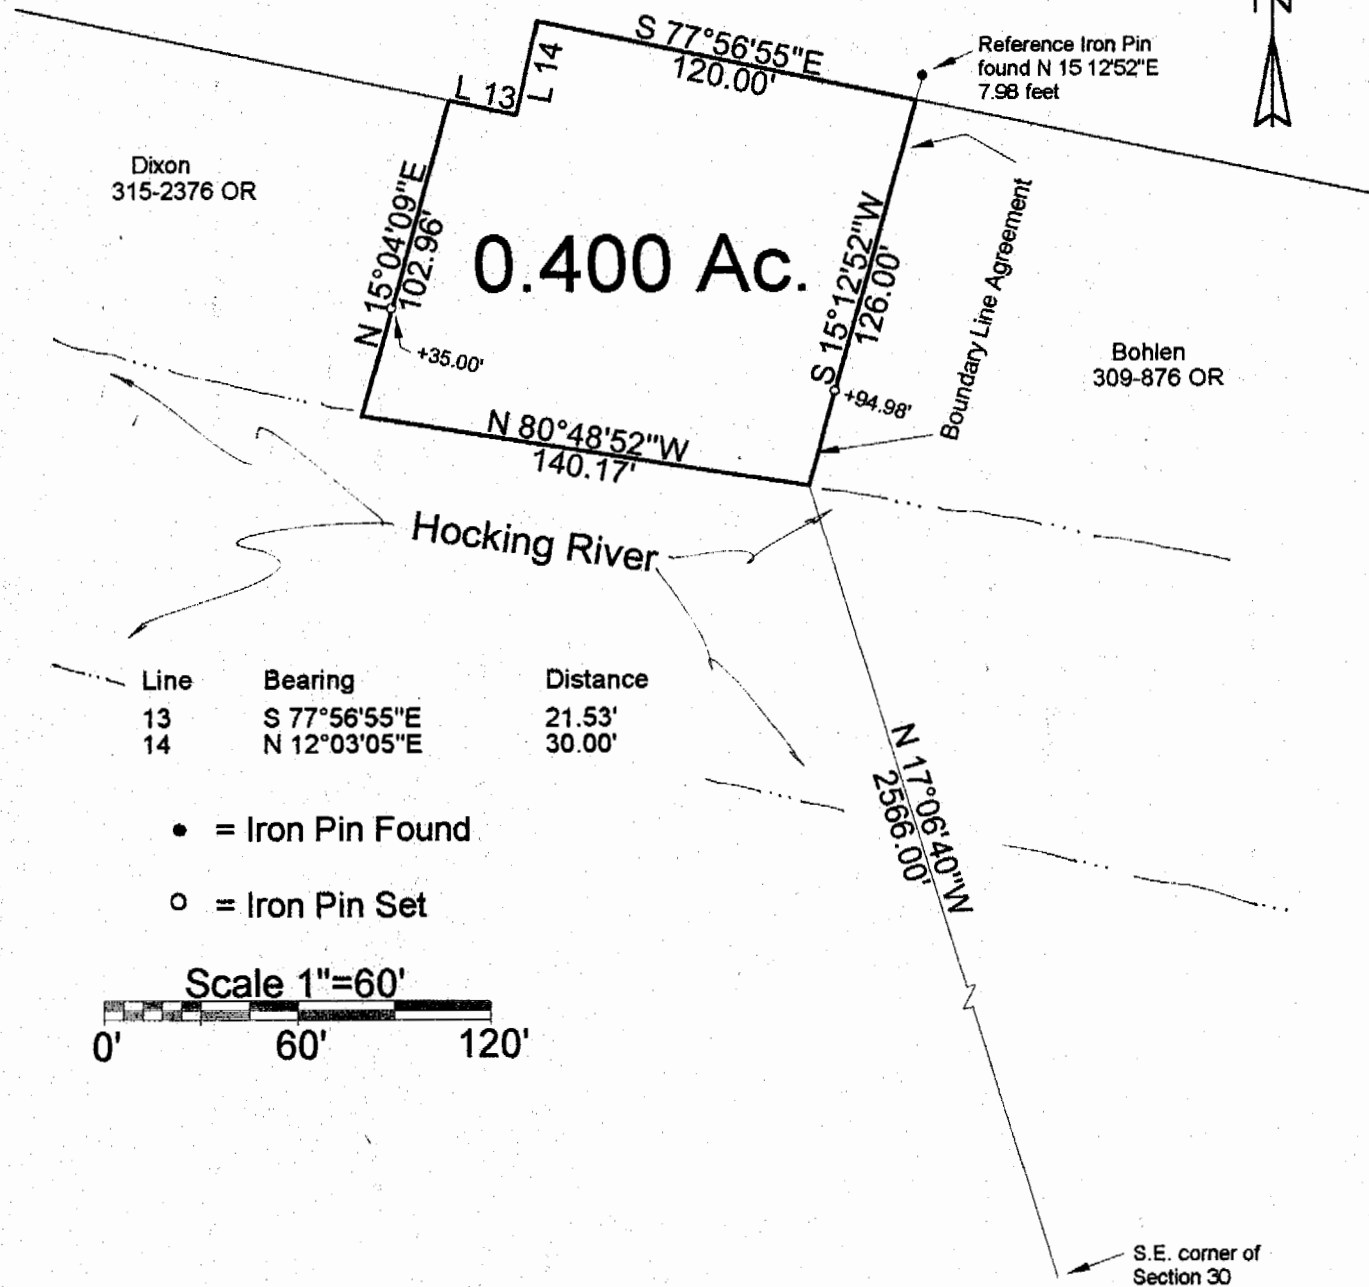 N
S 77°56'55"E
120.00'
Reference Iron Pin
found N 15 12'52"E
7.98 feet
L 13
L 14
Dixon
315-2376 OR
N 15°04'09"E
102.96'
0.400 Ac.
S 15°12'52"W
126.00'
Boundary Line Agreement
+35.00'
+94.98'
Bohlen
309-876 OR
N 80°48'52"W
140.17'
Hocking River
Line Bearing Distance
13 S 77°56'55"E 21.53'
14 N 12°03'05"E 30.00'
N 17°06'40"W
2566.00'
= Iron Pin Found
= Iron Pin Set
Scale 1"=60'
0' 60' 120'
S.E. corner of
Section 30